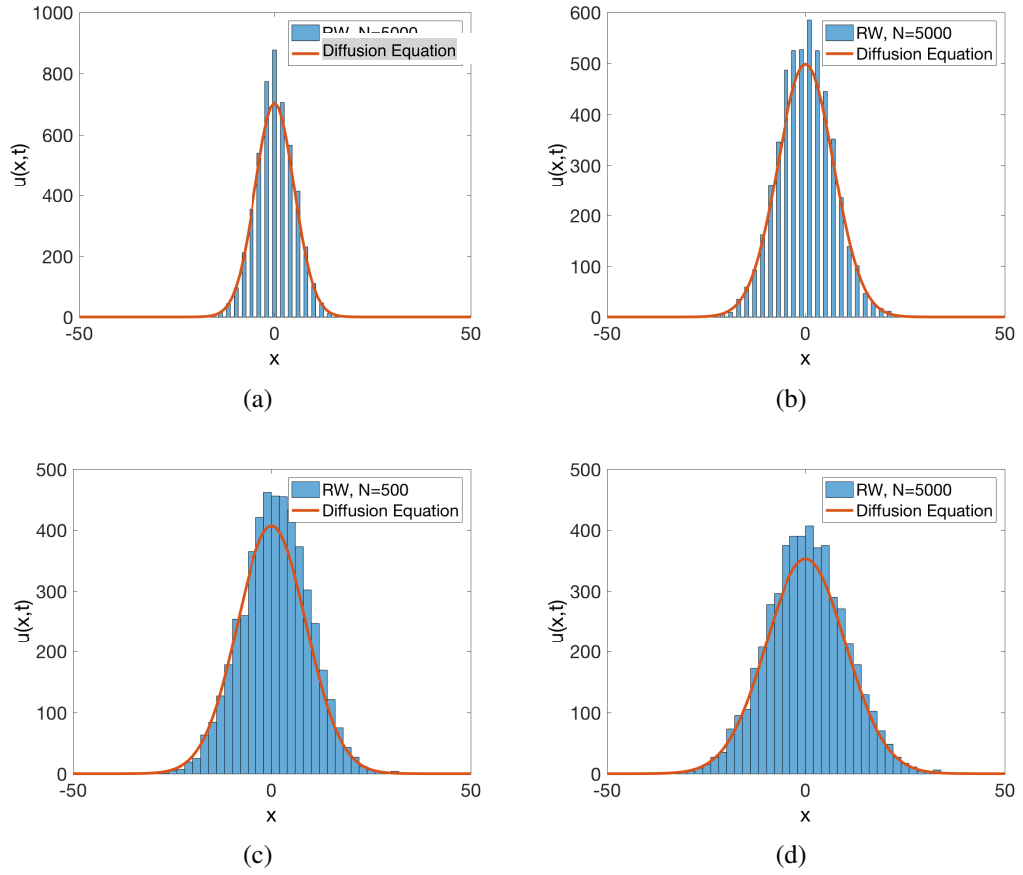 1000
800
600
400
200
0
u(x,t)
-50 0 50
x
RW, N=5000
Diffusion Equation
(a)
600
500
400
300
200
100
0
u(x,t)
-50 0 50
x
RW, N=5000
Diffusion Equation
(b)
500
400
300
200
100
0
u(x,t)
-50 0 50
x
RW, N=500
Diffusion Equation
(c)
500
400
300
200
100
0
u(x,t)
-50 0 50
x
RW, N=5000
Diffusion Equation
(d)